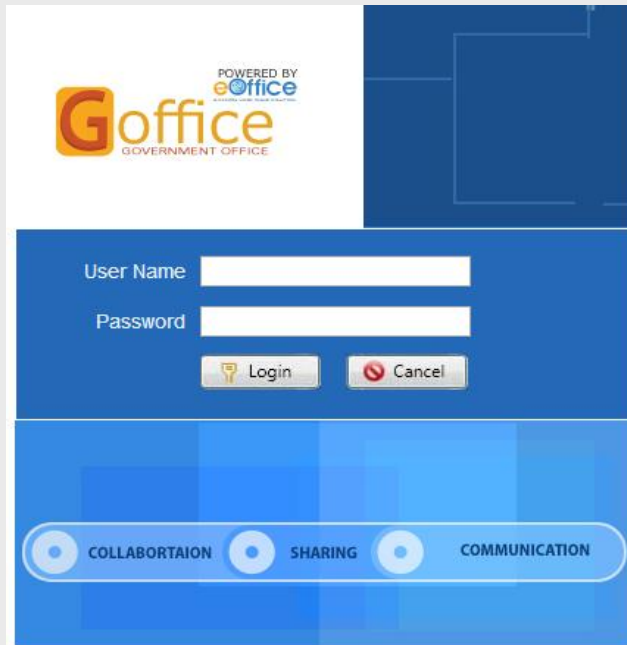 POWERED BY
eOffice
Goffice
GOVERNMENT OFFICE
User Name
Password
Login Cancel
COLLABORTAION SHARING COMMUNICATION